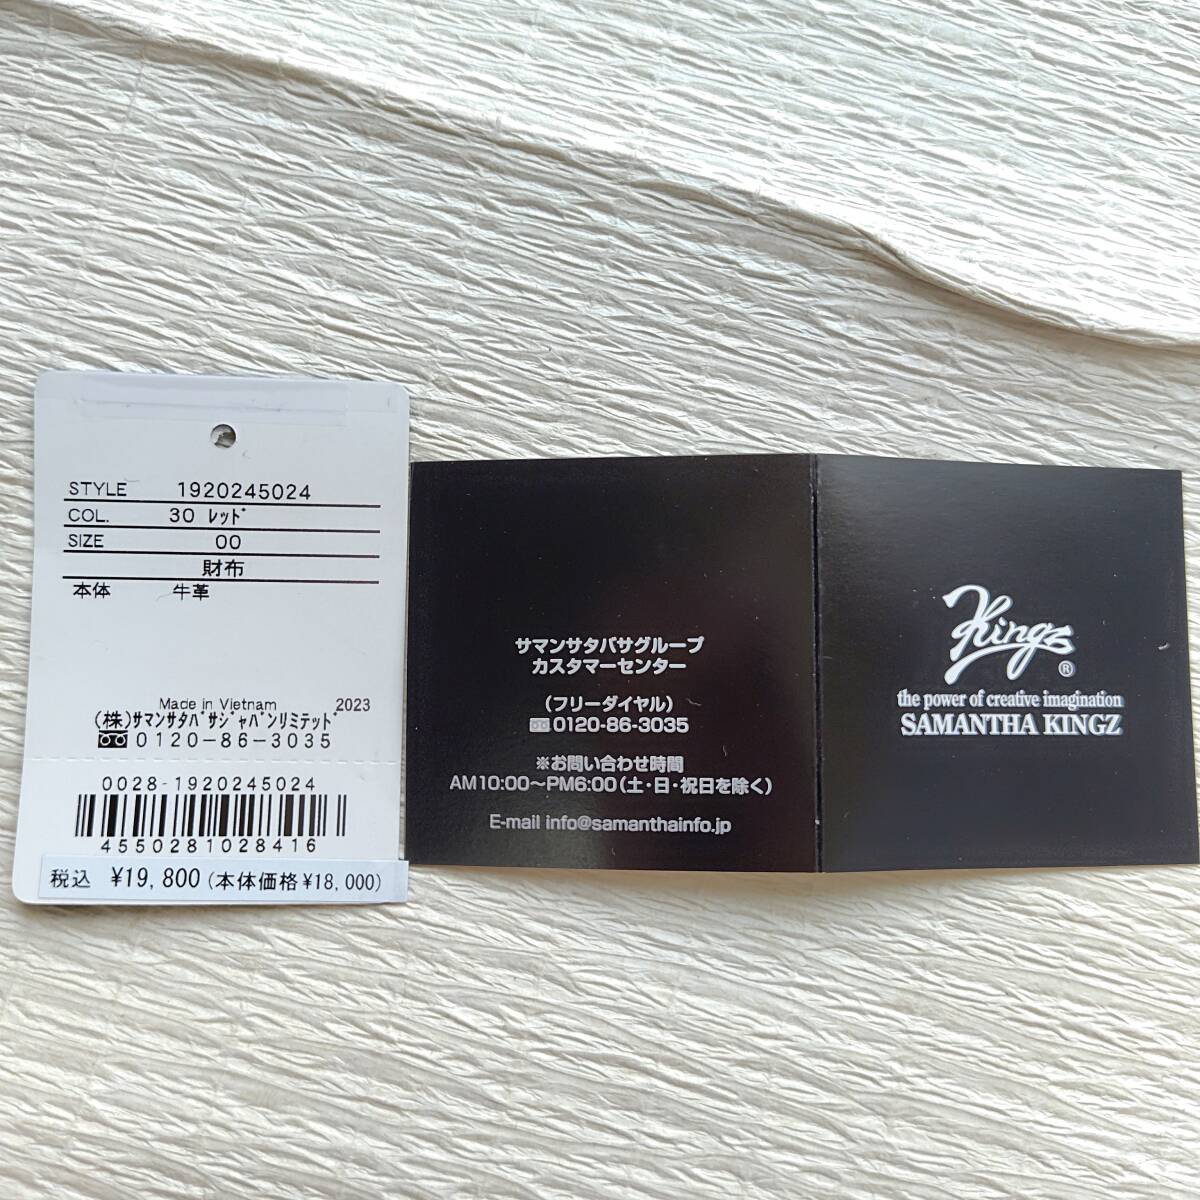 STYLE 1920245024
COL. 30 ﾚｯﾄﾞ
SIZE 00
財布
本体 牛革
Made in Vietnam 2023
(株)ｻﾏﾝｻﾀﾊﾞｻｼﾞｬﾊﾟﾝﾘﾐﾃｯﾄﾞ
0120-86-3035
0028-1920245024
4550281028416
税込 ¥19,800(本体価格¥18,000)
サマンサタバサグループ
カスタマーセンター
（フリーダイヤル）
0120-86-3035
※お問い合わせ時間
AM10:00〜PM6:00（土・日・祝日を除く）
E-mail info@samanthainfo.jp
Kingz ®
the power of creative imagination
SAMANTHA KINGZ